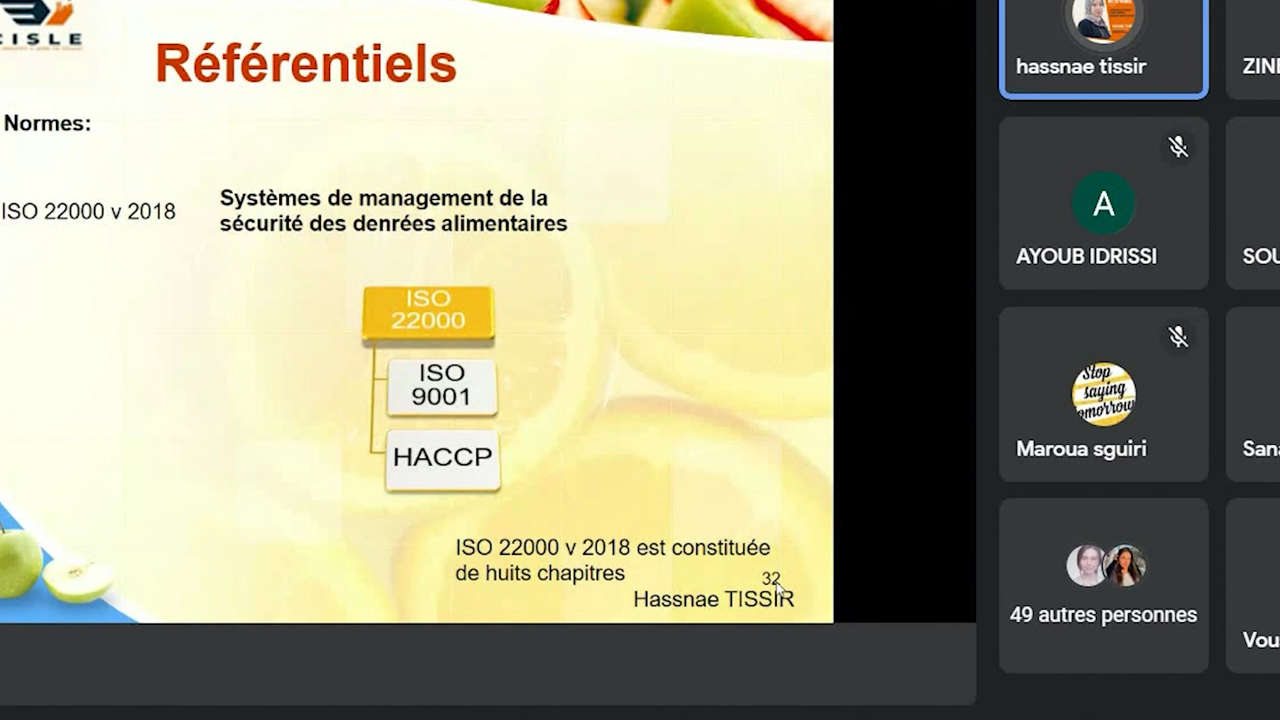 CISLE
Référentiels
Normes:
ISO 22000 v 2018
Systèmes de management de la
sécurité des denrées alimentaires
ISO
22000
ISO
9001
HACCP
ISO 22000 v 2018 est constituée
de huits chapitres
32
Hassnae TISSIR
hassnae tissir
ZIN
A
AYOUB IDRISSI
SOU
Stop
saying
omorrow
Maroua sguiri
Sana
49 autres personnes
Vou